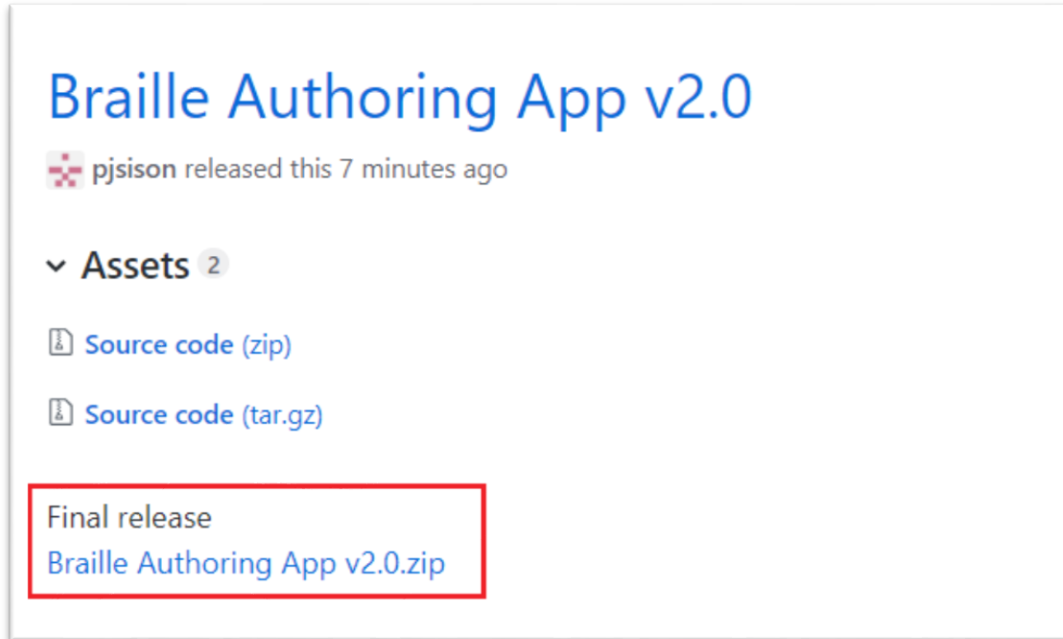 Braille Authoring App v2.0
pjsison released this 7 minutes ago
Assets 2
Source code (zip)
Source code (tar.gz)
Final release
Braille Authoring App v2.0.zip